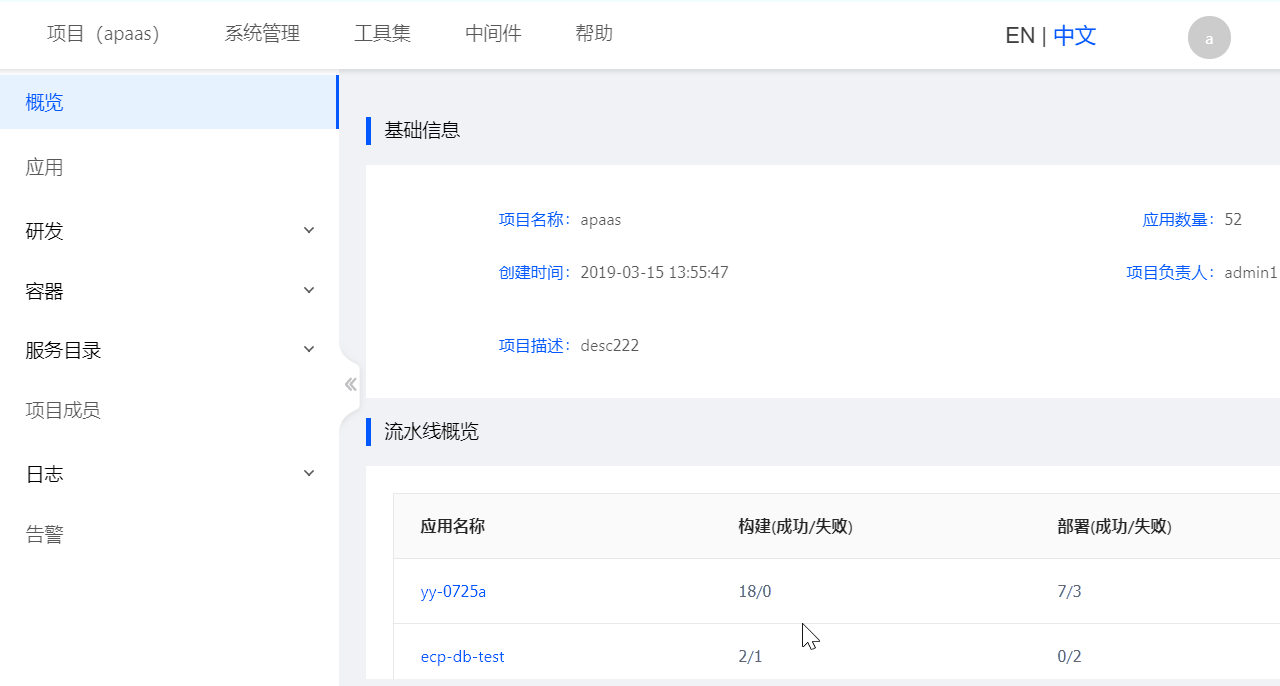 项目（apaas） 系统管理 工具集 中间件 帮助 EN | 中文 a
概览
应用
研发
容器
服务目录
项目成员
日志
告警
基础信息
项目名称： apaas 应用数量： 52
创建时间： 2019-03-15 13:55:47 项目负责人： admin1
项目描述： desc222
流水线概览
应用名称 构建(成功/失败) 部署(成功/失败)
yy-0725a 18/0 7/3
ecp-db-test 2/1 0/2